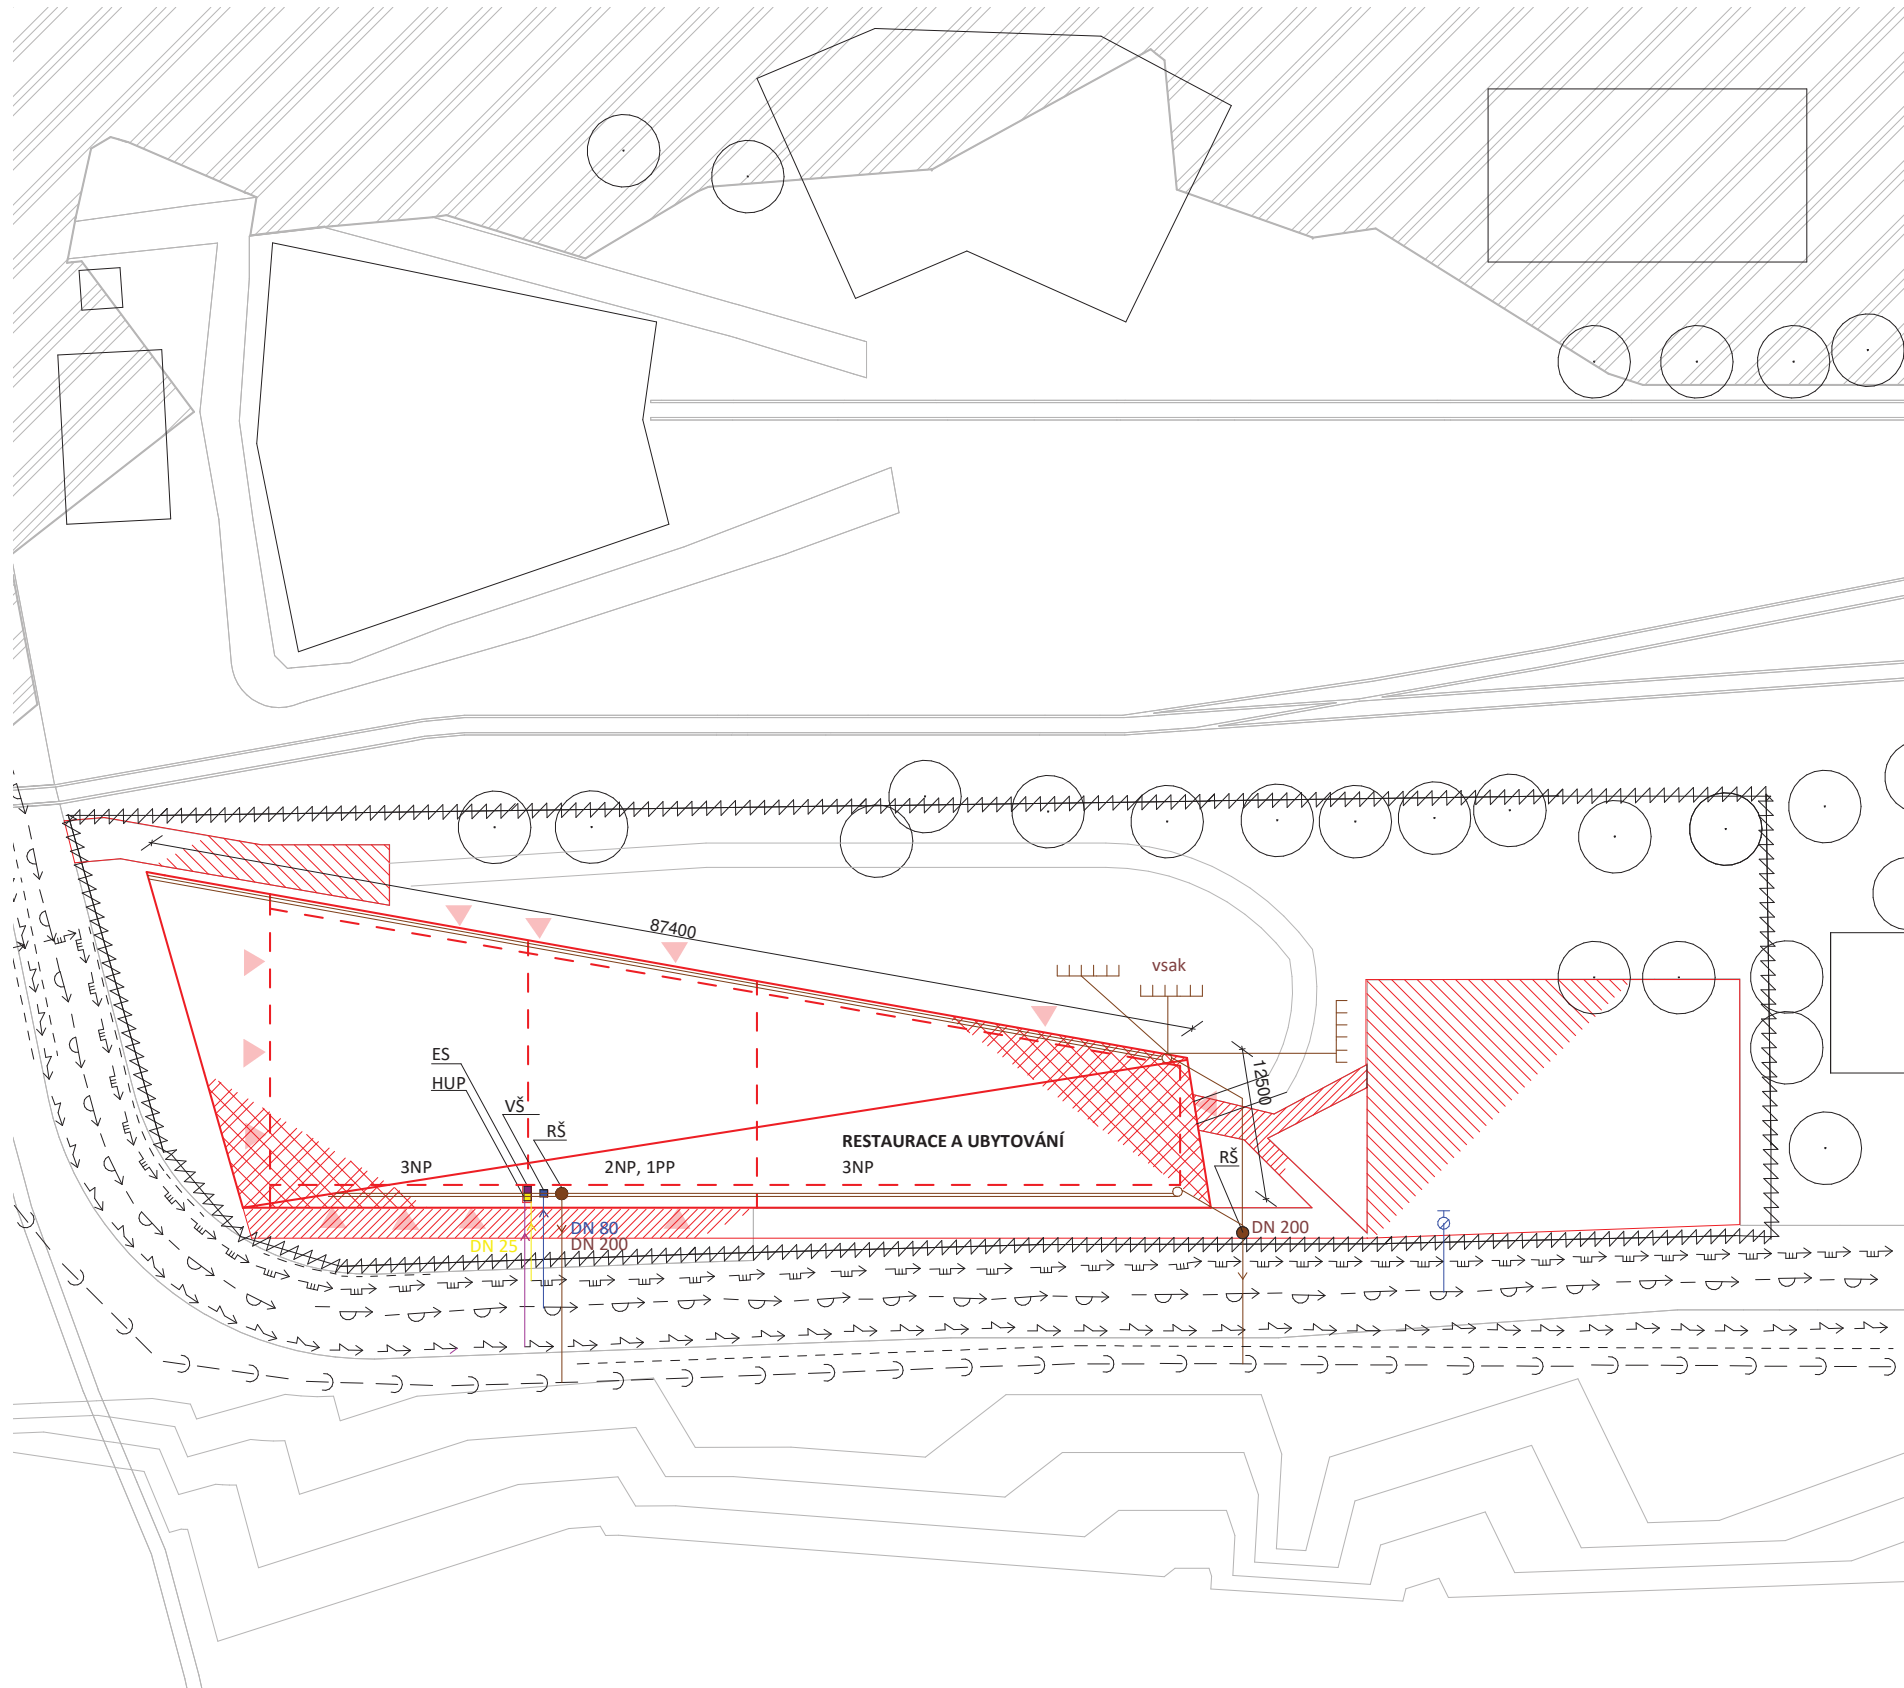 87400
vsak
12500
ES
HUP
VŠ
RŠ
RESTAURACE A UBYTOVÁNÍ
3NP
2NP, 1PP
3NP
RŠ
DN 80
DN 200
DN 25
DN 200